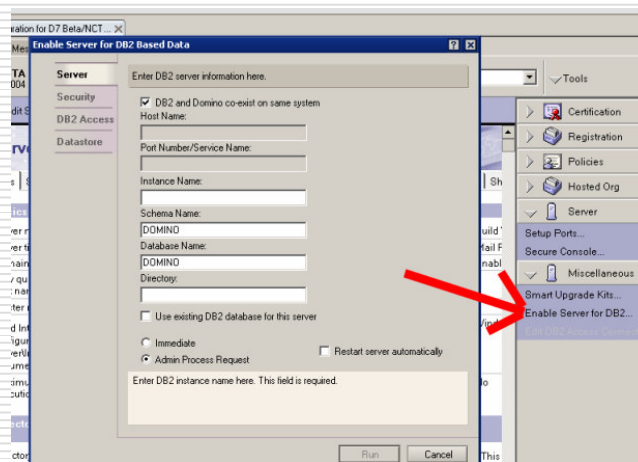 ration for D7 Beta/NCT...
Enable Server for DB2 Based Data
Server
Security
DB2 Access
Datastore
Enter DB2 server information here.
DB2 and Domino co-exist on same system
Host Name:
Port Number/Service Name:
Instance Name:
Schema Name:
DOMINO
Database Name:
DOMINO
Directory:
Use existing DB2 database for this server
Immediate
Admin Process Request
Restart server automatically
Enter DB2 instance name here. This field is required.
Run
Cancel
Tools
Certification
Registration
Policies
Hosted Org
Server
Setup Ports...
Secure Console...
Miscellaneous
Smart Upgrade Kits...
Enable Server for DB2...
This